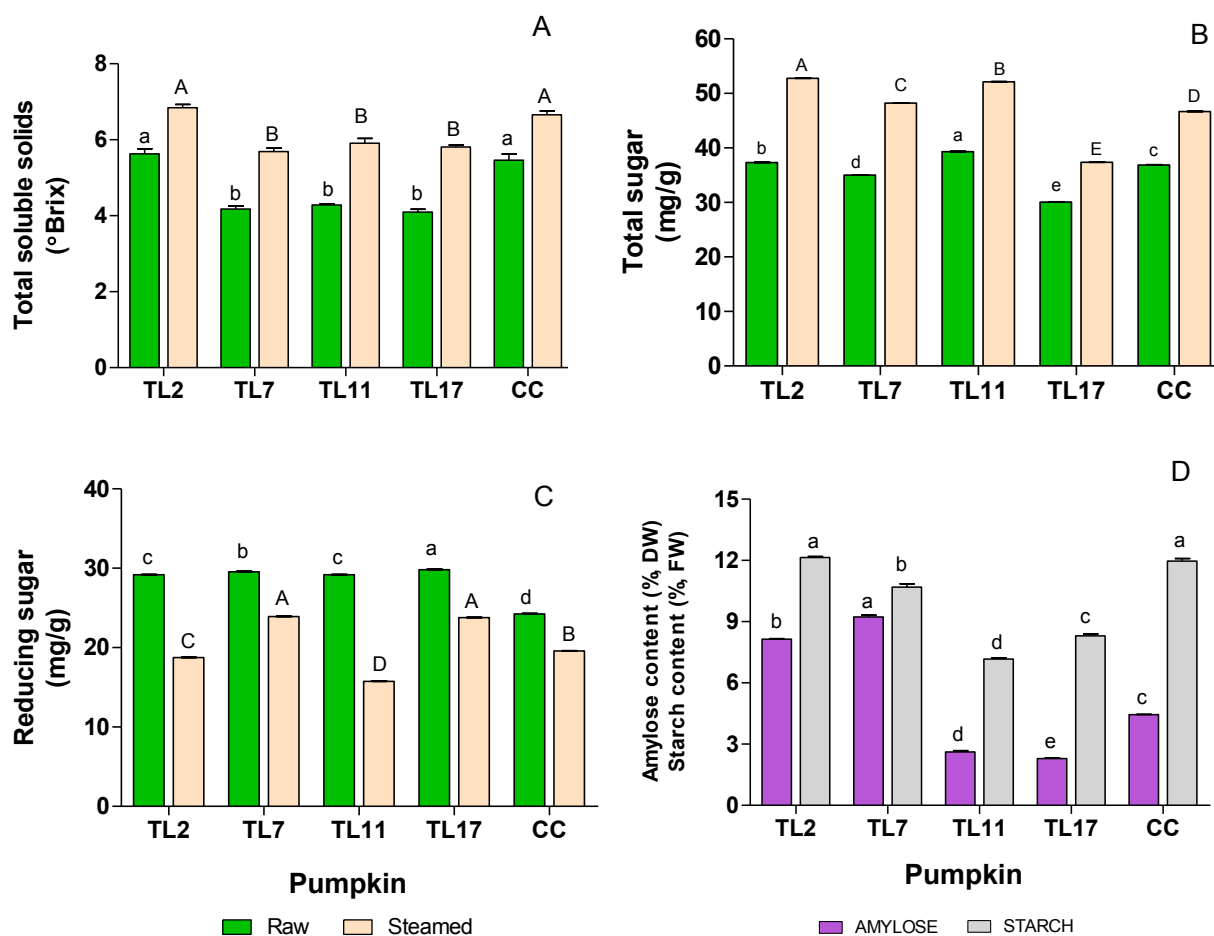 A
Total soluble solids
(°Brix)
8
6
4
2
0
a
A
b
B
b
B
b
B
a
A
TL2 TL7 TL11 TL17 CC
B
Total sugar
(mg/g)
60
50
40
30
20
10
0
b
A
d
C
a
B
e
E
c
D
TL2 TL7 TL11 TL17 CC
C
Reducing sugar
(mg/g)
40
30
20
10
0
c
C
b
A
c
D
a
A
d
B
TL2 TL7 TL11 TL17 CC
Pumpkin
Raw Steamed
D
Amylose content (%, DW)
Starch content (%, FW)
15
12
9
6
3
0
b
a
a
b
d
d
e
c
c
a
TL2 TL7 TL11 TL17 CC
Pumpkin
AMYLOSE STARCH